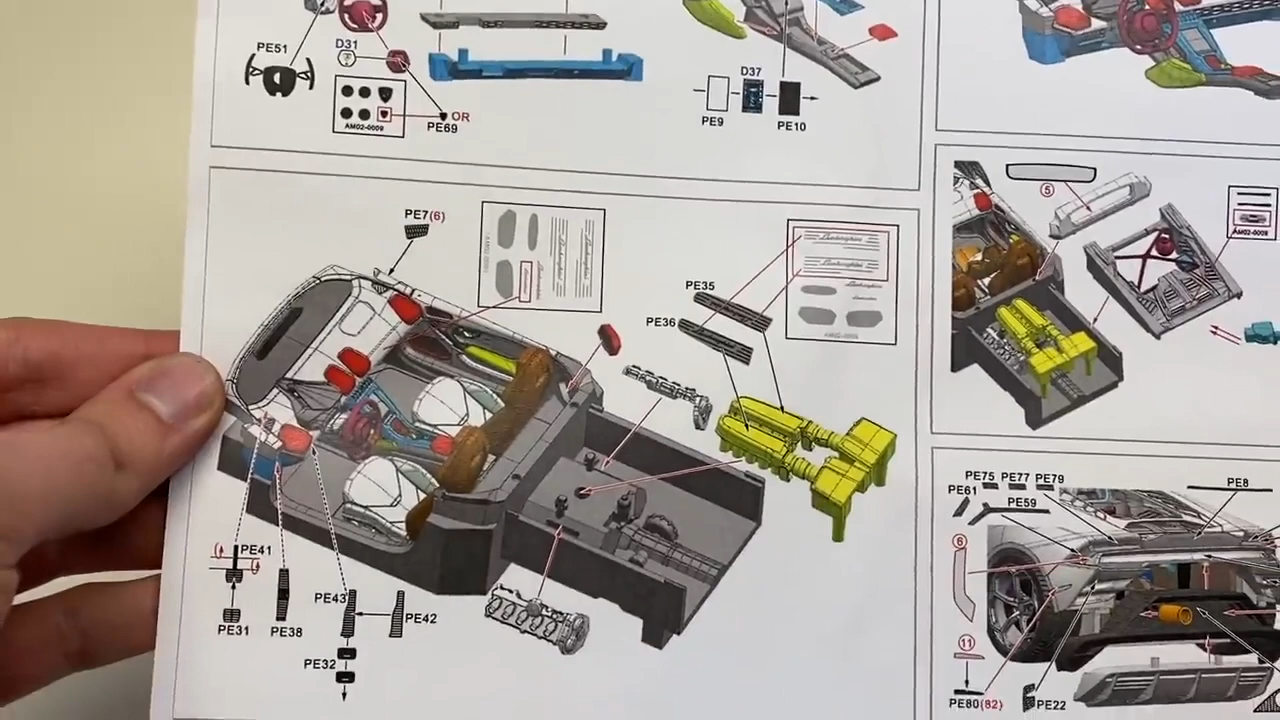 PE51
D31
AM02-0009
PE69
OR
D37
PE9
PE10
PE7(6)
PE35
PE36
Lamborghini
Lamborghini
PE41
PE31
PE38
PE43
PE42
PE32
5
AM02-0009
PE75
PE77
PE79
PE61
PE59
PE8
6
11
PE80(82)
PE22